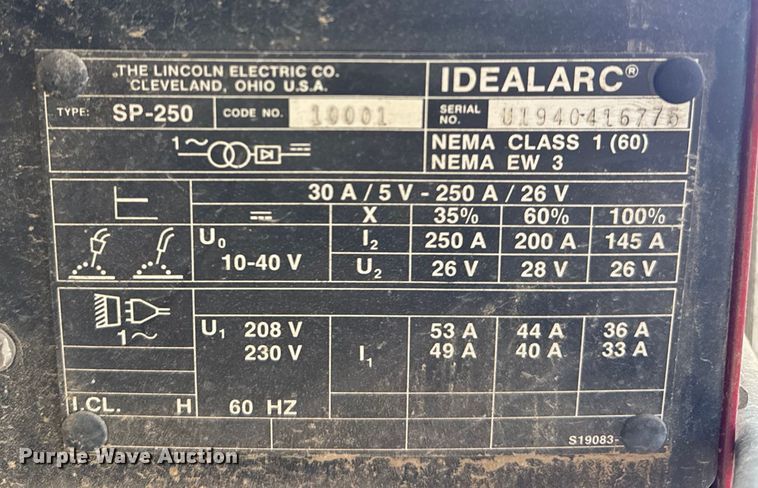 THE LINCOLN ELECTRIC CO.
CLEVELAND, OHIO U.S.A.
IDEALARC®
TYPE: SP-250 CODE NO. 10001 SERIAL NO. U1940416776
1~
NEMA CLASS 1 (60)
NEMA EW 3
30 A / 5 V - 250 A / 26 V
X 35% 60% 100%
U0 I2 250 A 200 A 145 A
10-40 V U2 26 V 28 V 26 V
1~
U1 208 V 53 A 44 A 36 A
230 V I1 49 A 40 A 33 A
I.CL. H 60 HZ
S19083-
Purple Wave Auction